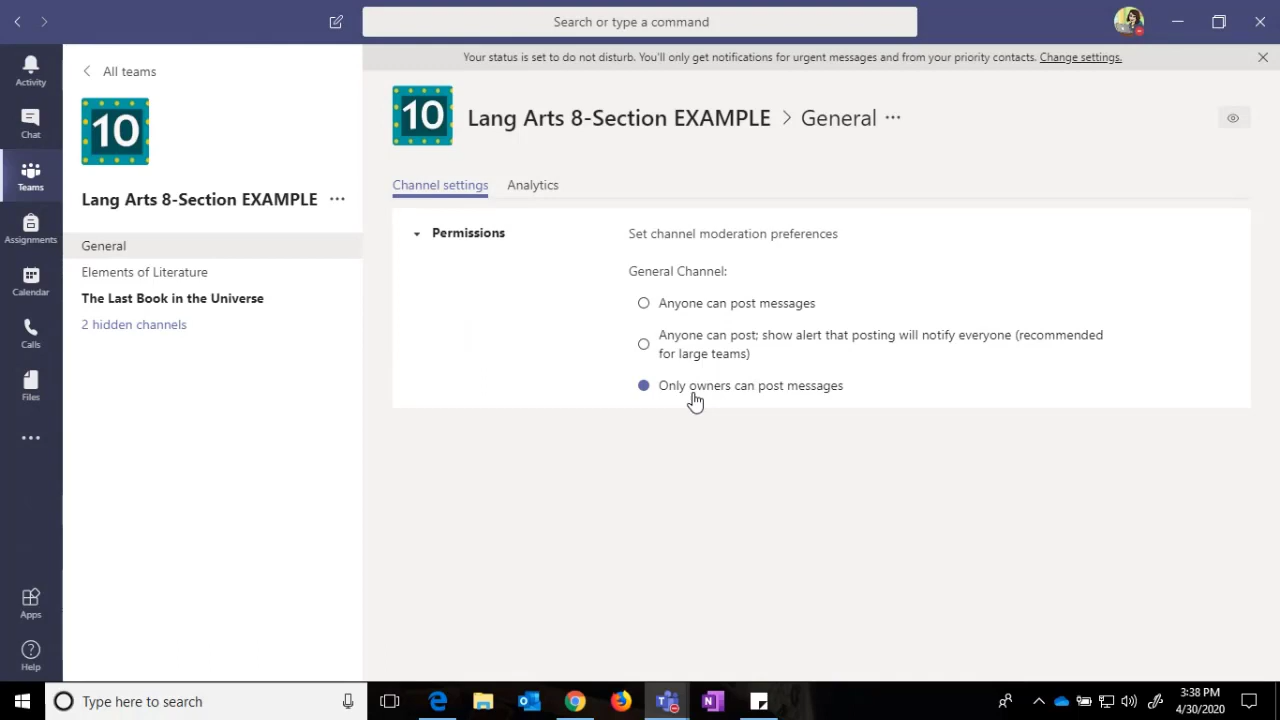 Search or type a command
Your status is set to do not disturb. You'll only get notifications for urgent messages and from your priority contacts. Change settings.
Activity
Chat
Teams
Assignments
Calendar
Calls
Files
Apps
Help
All teams
10
Lang Arts 8-Section EXAMPLE
General
Elements of Literature
The Last Book in the Universe
2 hidden channels
10
Lang Arts 8-Section EXAMPLE > General
Channel settings
Analytics
Permissions
Set channel moderation preferences
General Channel:
Anyone can post messages
Anyone can post; show alert that posting will notify everyone (recommended
for large teams)
Only owners can post messages
Type here to search
3:38 PM
4/30/2020